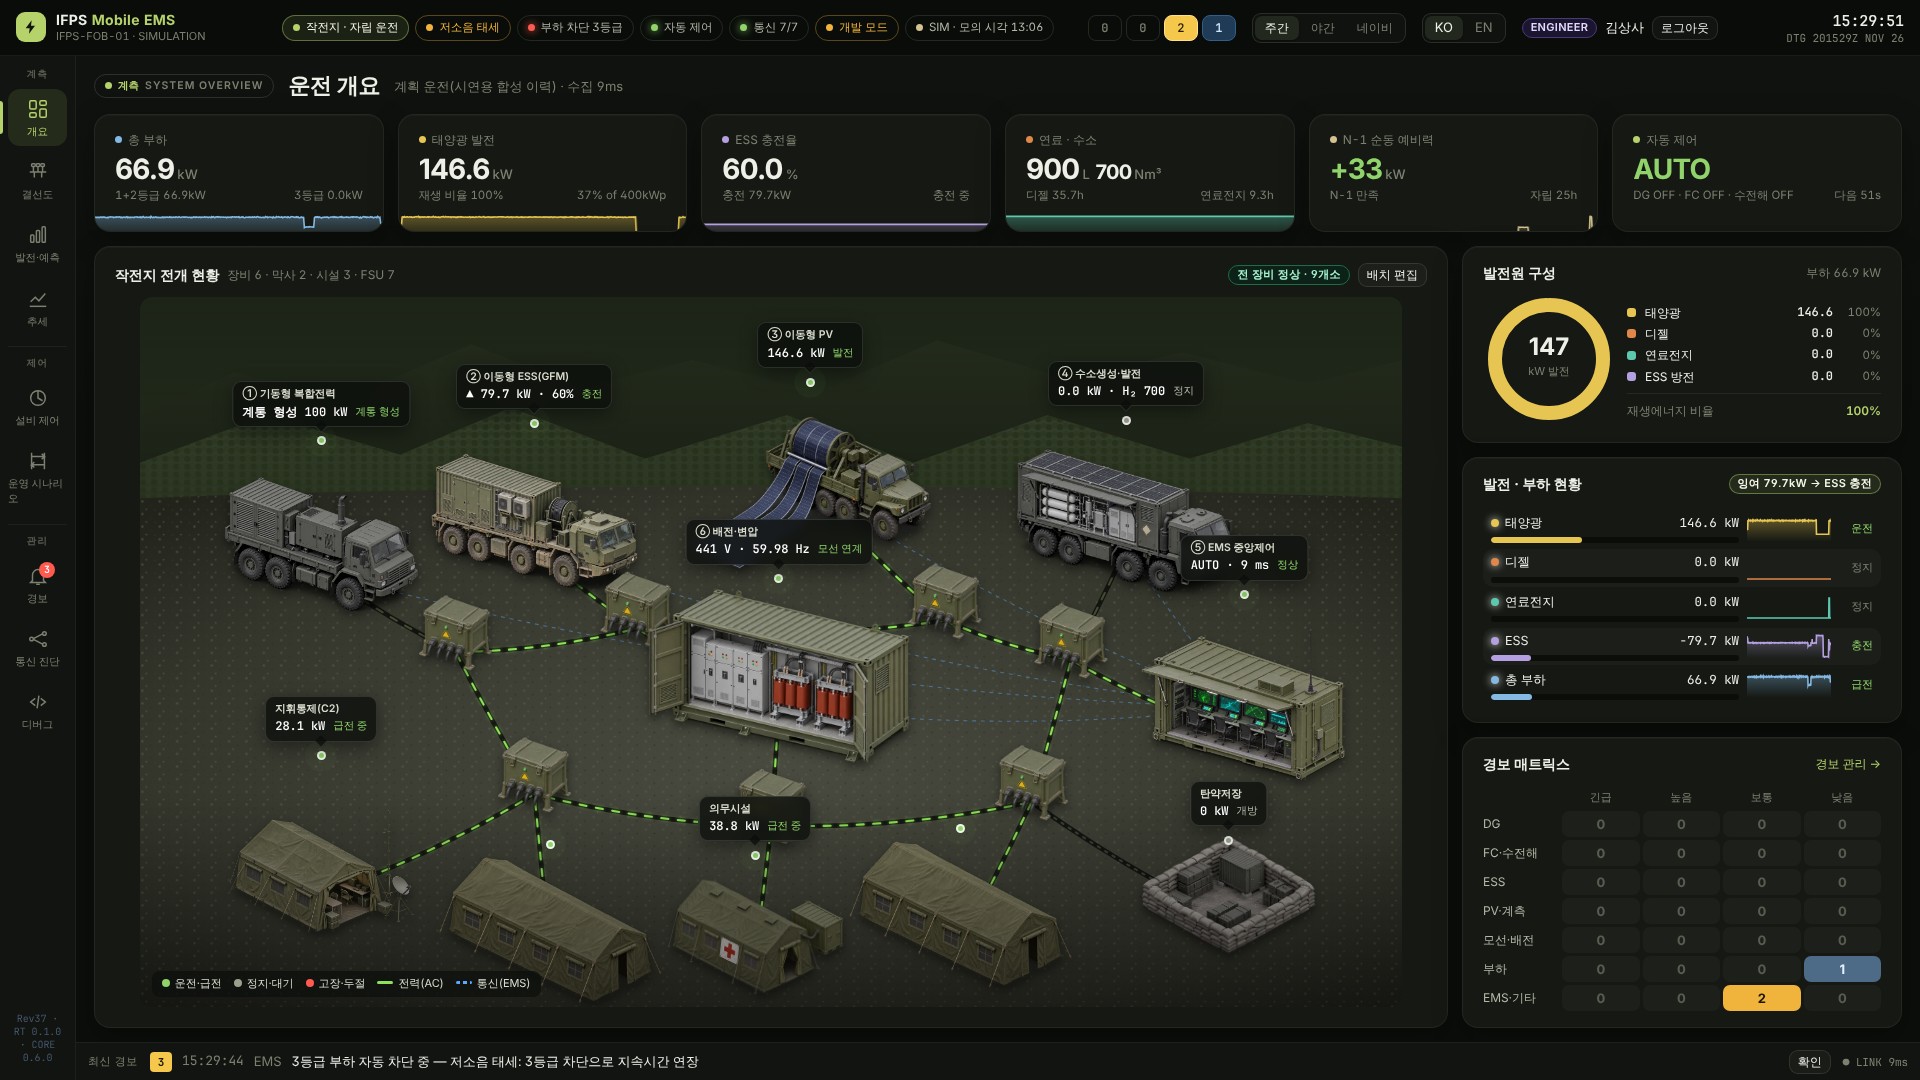 IFPS Mobile EMS
IFPS-FOB-01 · SIMULATION
작전지 · 자립 운전
저소음 태세
부하 차단 3등급
자동 제어
통신 7/7
개발 모드
SIM · 모의 시각 13:06
0 0 2 1
주간 야간 네이비
KO EN
ENGINEER 김상사 로그아웃
15:29:51
DTG 201529Z NOV 26
계측
개요
결선도
발전·예측
추세
제어
설비 제어
운영 시나리
오
관리
3
경보
통신 진단
디버그
Rev37 ·
RT 0.1.0
· CORE
0.6.0
계측 SYSTEM OVERVIEW
운전 개요
계획 운전(시연용 합성 이력) · 수집 9ms
총 부하
66.9 kW
1+2등급 66.9kW 3등급 0.0kW
태양광 발전
146.6 kW
재생 비율 100% 37% of 400kWp
ESS 충전율
60.0 %
충전 79.7kW 충전 중
연료 · 수소
900 L 700 Nm³
디젤 35.7h 연료전지 9.3h
N-1 순동 예비력
+33 kW
N-1 만족 자립 25h
자동 제어
AUTO
DG OFF · FC OFF · 수전해 OFF 다음 51s
작전지 전개 현황 장비 6 · 막사 2 · 시설 3 · FSU 7
전 장비 정상 · 9개소
배치 편집
① 기동형 복합전력
계통 형성 100 kW 계통 형성
② 이동형 ESS(GFM)
▲ 79.7 kW · 60% 충전
③ 이동형 PV
146.6 kW 발전
④ 수소생성·발전
0.0 kW · H₂ 700 정지
⑥ 배전·변압
441 V · 59.98 Hz 모선 연계
⑤ EMS 중앙제어
AUTO · 9 ms 정상
지휘통제(C2)
28.1 kW 급전 중
의무시설
38.8 kW 급전 중
탄약저장
0 kW 개방
운전·급전
정지·대기
고장·두절
전력(AC)
통신(EMS)
발전원 구성 부하 66.9 kW
147
kW 발전
태양광 146.6 100%
디젤 0.0 0%
연료전지 0.0 0%
ESS 방전 0.0 0%
재생에너지 비율 100%
발전 · 부하 현황 잉여 79.7kW → ESS 충전
태양광 146.6 kW 운전
디젤 0.0 kW 정지
연료전지 0.0 kW 정지
ESS -79.7 kW 충전
총 부하 66.9 kW 급전
경보 매트릭스 경보 관리 →
긴급 높음 보통 낮음
DG 0 0 0 0
FC·수전해 0 0 0 0
ESS 0 0 0 0
PV·계측 0 0 0 0
모선·배전 0 0 0 0
부하 0 0 0 1
EMS·기타 0 0 2 0
최신 경보 3 15:29:44 EMS 3등급 부하 자동 차단 중 — 저소음 태세: 3등급 차단으로 지속시간 연장
확인
LINK 9ms